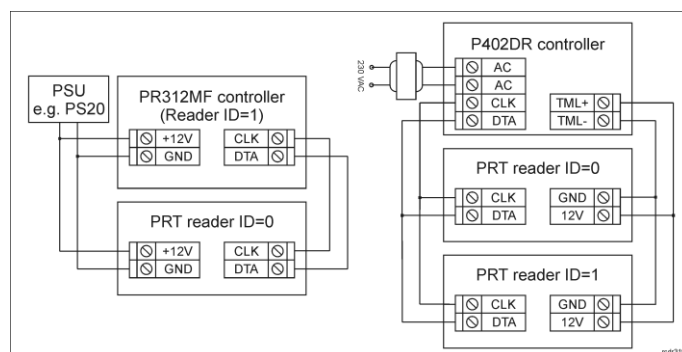 PSU
e.g. PS20
PR312MF controller
(Reader ID=1)
+12V
GND
CLK
DTA
PRT reader ID=0
+12V
GND
CLK
DTA
P402DR controller
230 VAC
AC
AC
CLK
DTA
TML+
TML-
PRT reader ID=0
CLK
DTA
GND
12V
PRT reader ID=1
CLK
DTA
GND
12V